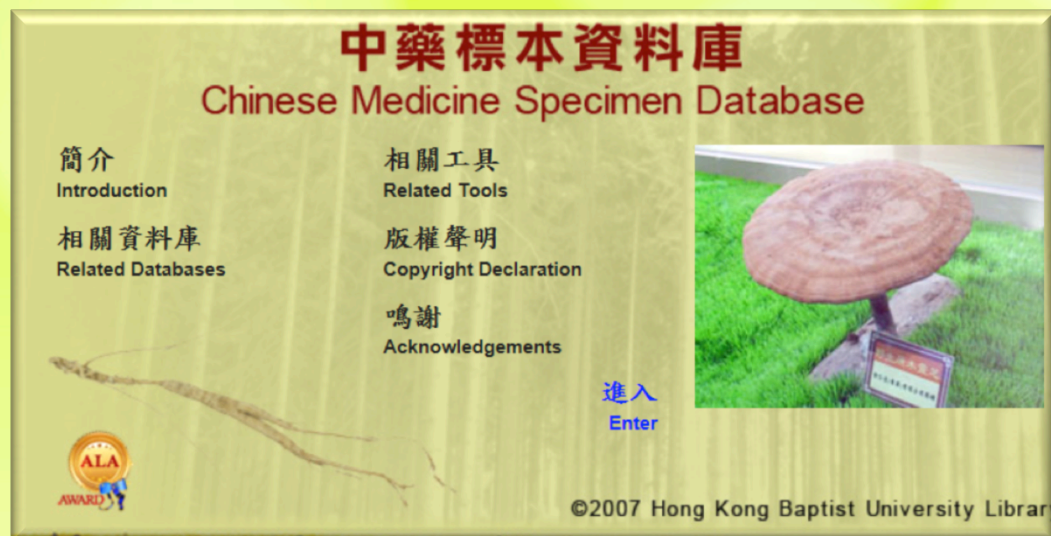 中藥標本資料庫
Chinese Medicine Specimen Database
簡介
Introduction
相關資料庫
Related Databases
相關工具
Related Tools
版權聲明
Copyright Declaration
鳴謝
Acknowledgements
進入
Enter
ALA
AWARD
©2007 Hong Kong Baptist University Librar